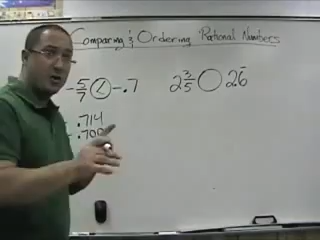 Comparing & Ordering Rational Numbers
- 5/7 < -.7 2 3/5 ○ 2.6̅
- .714
- .700